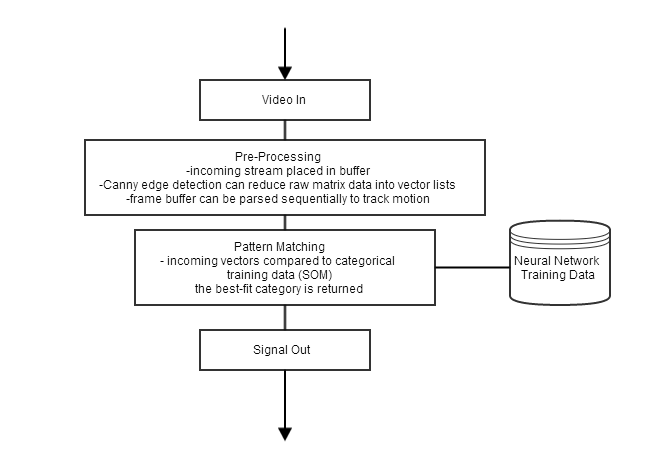 Video In
Pre-Processing
-incoming stream placed in buffer
-Canny edge detection can reduce raw matrix data into vector lists
-frame buffer can be parsed sequentially to track motion
Pattern Matching
- incoming vectors compared to categorical
training data (SOM)
the best-fit category is returned
Neural Network
Training Data
Signal Out